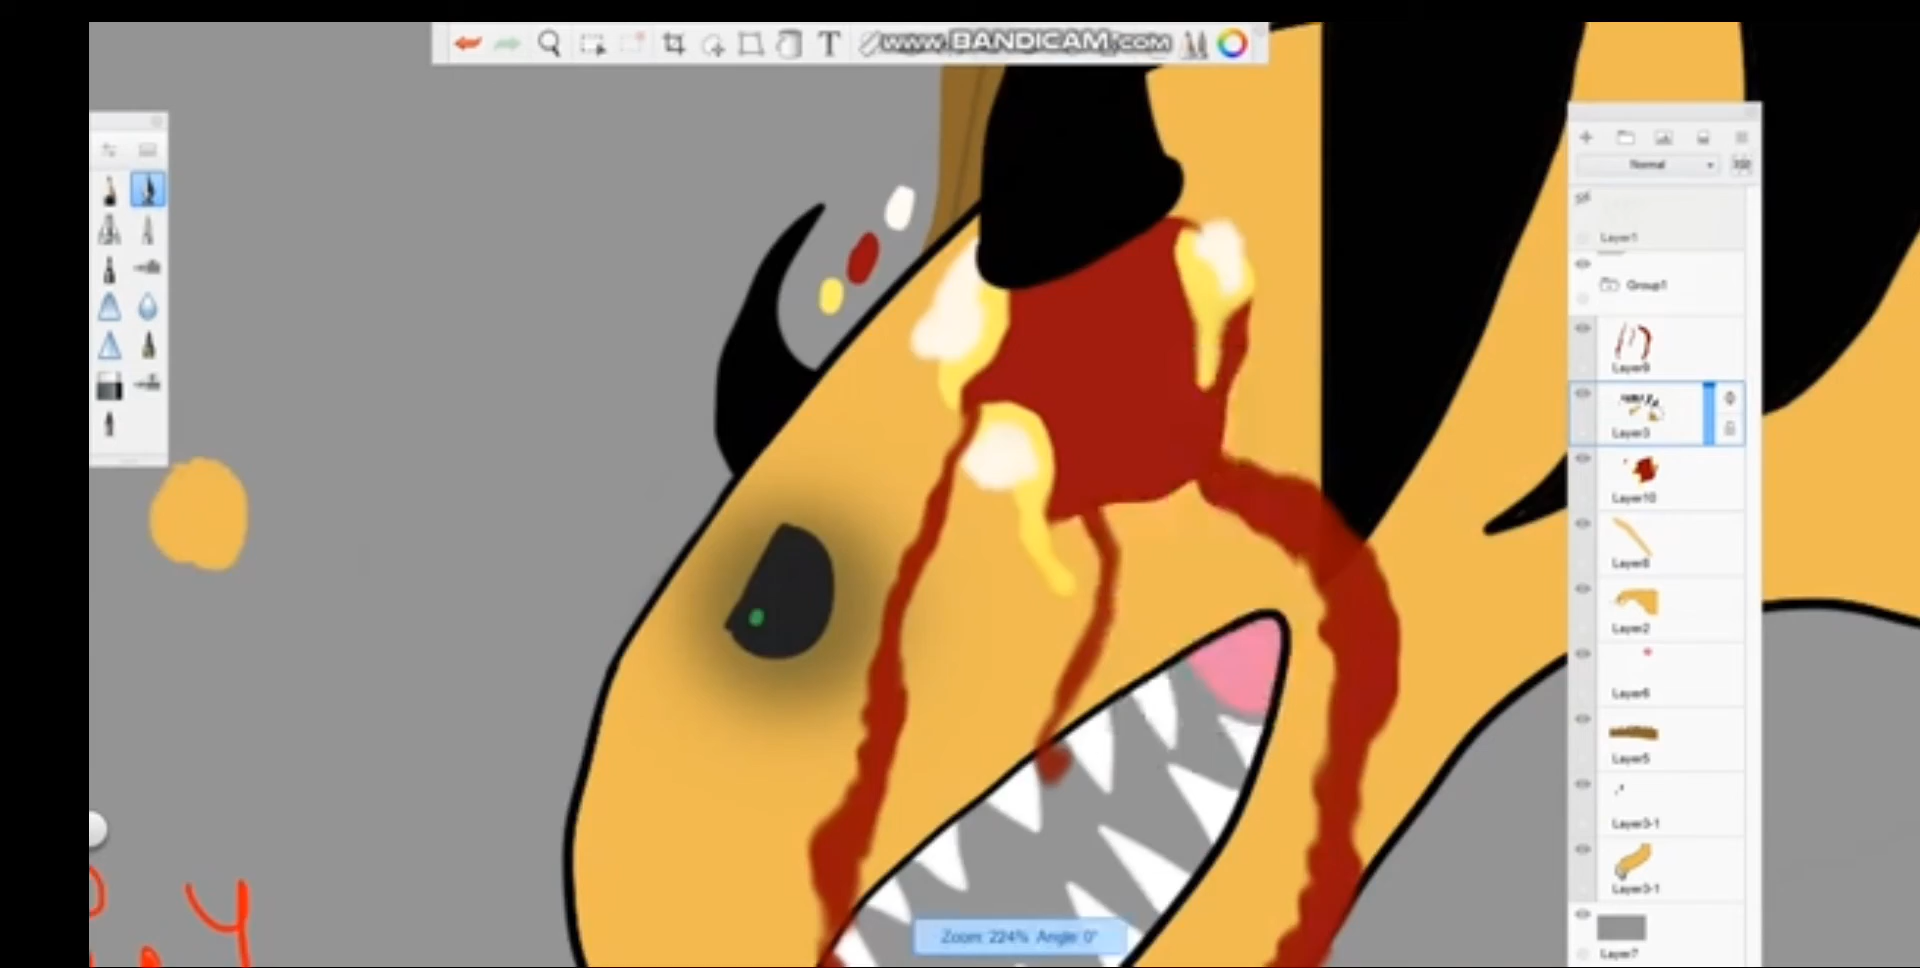 T www.BANDICAM.com
Normal
Layer1
Group1
Layer9
Layer3
Layer10
Layer8
Layer2
Layer6
Layer5
Layer3-1
Layer3-1
Layer7
y
Zoom: 224% Angle: 0°